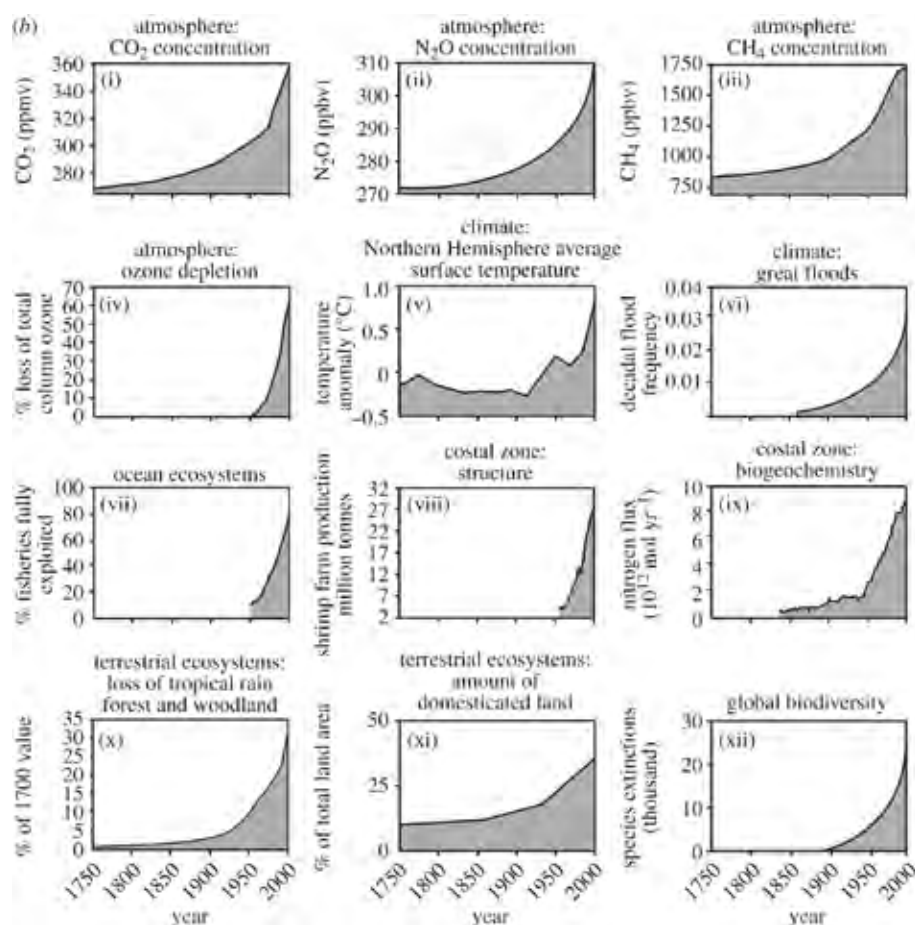 (b)
atmosphere:
CO₂ concentration
(i)
CO₂ (ppmv)
360
340
320
300
280
atmosphere:
N₂O concentration
(ii)
N₂O (ppbv)
310
300
290
280
270
atmosphere:
CH₄ concentration
(iii)
CH₄ (ppbv)
1750
1500
1250
1000
750
atmosphere:
ozone depletion
(iv)
% loss of total
column ozone
70
60
50
40
30
20
10
0
climate:
Northern Hemisphere average
surface temperature
(v)
temperature
anomaly (°C)
1.0
0.5
0
–0.5
climate:
great floods
(vi)
decadal flood
frequency
0.04
0.03
0.02
0.01
ocean ecosystems
(vii)
% fisheries fully
exploited
100
80
60
40
20
0
costal zone:
structure
(viii)
shrimp farm production
million tonnes
32
27
22
17
12
7
2
costal zone:
biogeochemistry
(ix)
nitrogen flux
(10¹² mol yr⁻¹)
10
8
6
4
2
0
terrestrial ecosystems:
loss of tropical rain
forest and woodland
(x)
% of 1700 value
35
30
25
20
15
10
5
0
1750
1800
1850
1900
1950
2000
year
terrestrial ecosystems:
amount of
domesticated land
(xi)
% of total land area
50
25
0
1750
1800
1850
1900
1950
2000
year
global biodiversity
(xii)
species extinctions
(thousand)
30
20
10
0
1750
1800
1850
1900
1950
2000
year